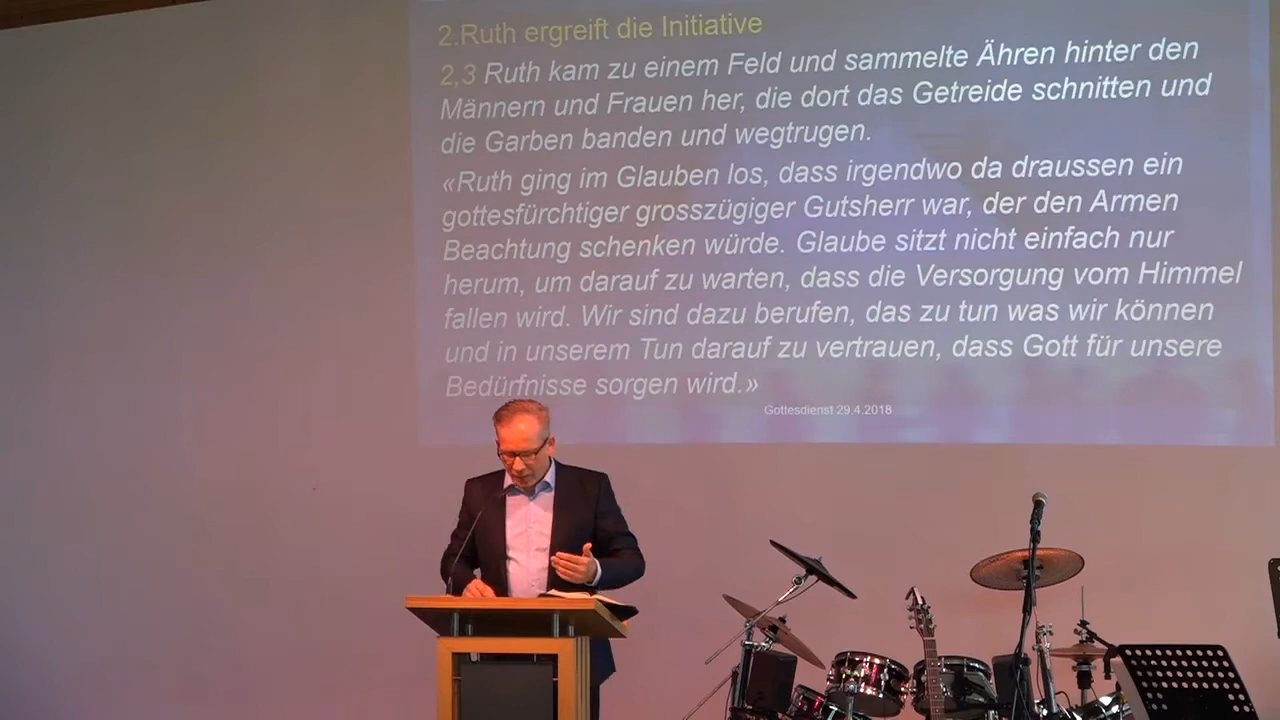 2.Ruth ergreift die Initiative
2,3 Ruth kam zu einem Feld und sammelte Ähren hinter den
Männern und Frauen her, die dort das Getreide schnitten und
die Garben banden und wegtrugen.
«Ruth ging im Glauben los, dass irgendwo da draussen ein
gottesfürchtiger grosszügiger Gutsherr war, der den Armen
Beachtung schenken würde. Glaube sitzt nicht einfach nur
herum, um darauf zu warten, dass die Versorgung vom Himmel
fallen wird. Wir sind dazu berufen, das zu tun was wir können
und in unserem Tun darauf zu vertrauen, dass Gott für unsere
Bedürfnisse sorgen wird.»
Gottesdienst 29.4.2018